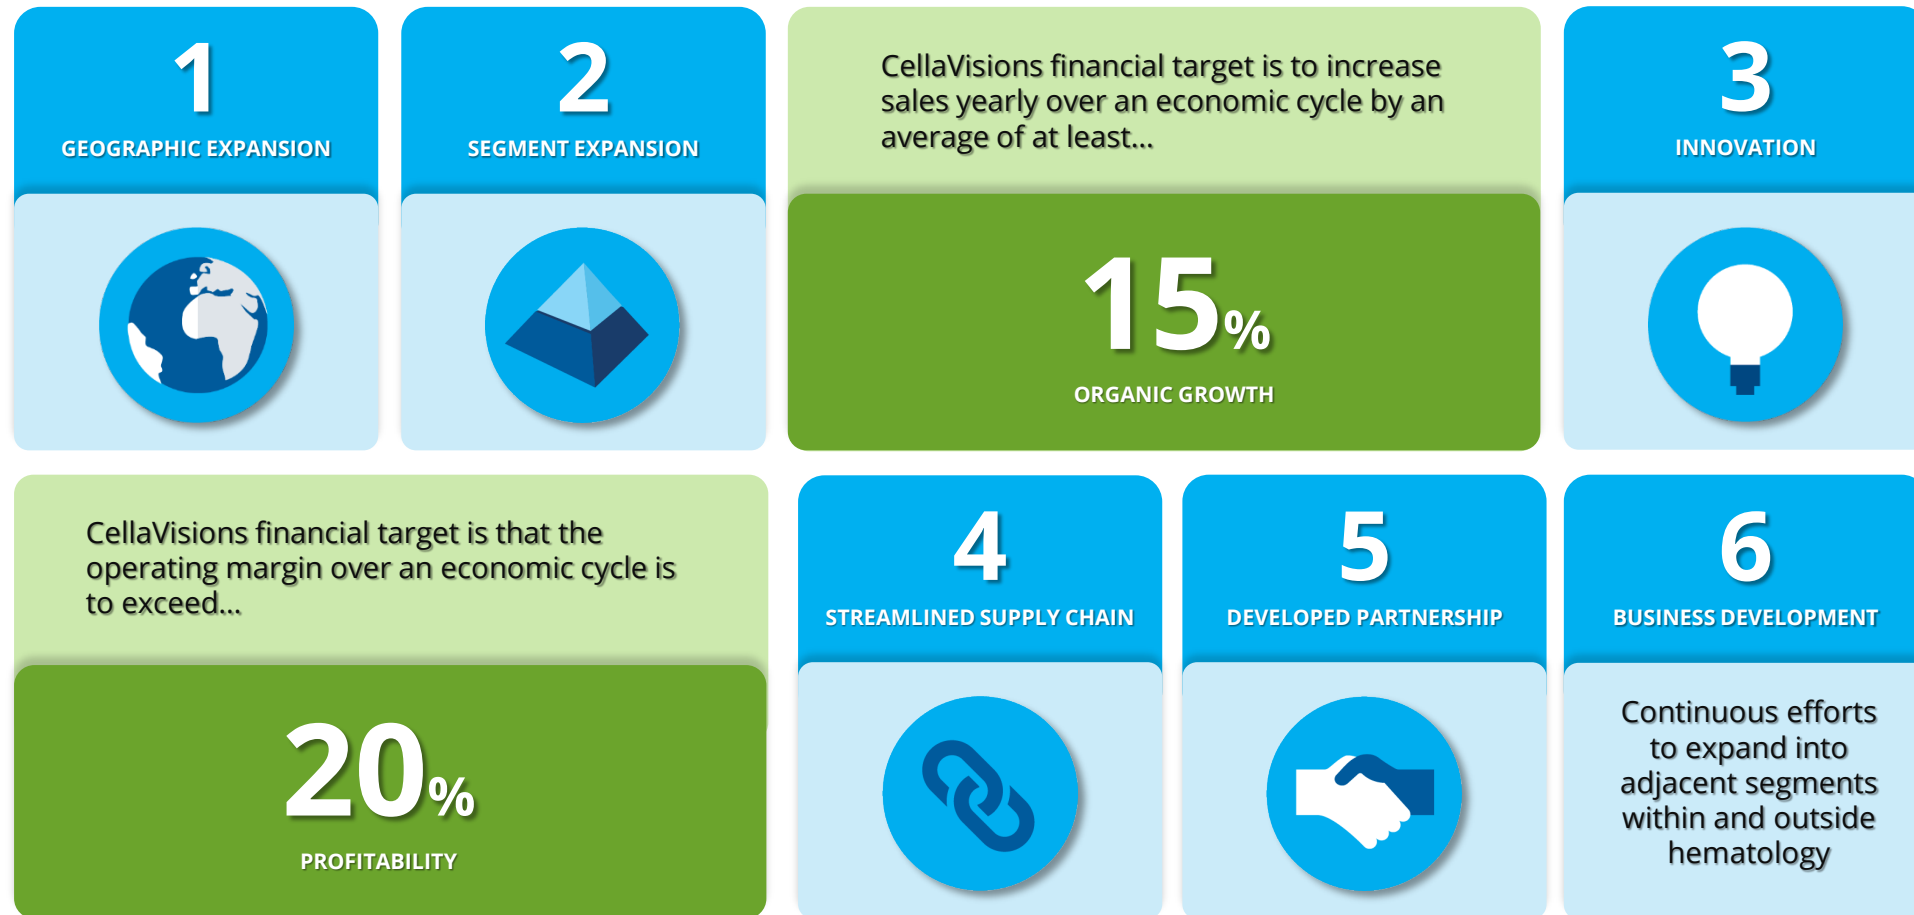 1
GEOGRAPHIC EXPANSION
2
SEGMENT EXPANSION
CellaVisions financial target is to increase
sales yearly over an economic cycle by an
average of at least...
15%
ORGANIC GROWTH
3
INNOVATION
CellaVisions financial target is that the
operating margin over an economic cycle is
to exceed...
20%
PROFITABILITY
4
STREAMLINED SUPPLY CHAIN
5
DEVELOPED PARTNERSHIP
6
BUSINESS DEVELOPMENT
Continuous efforts
to expand into
adjacent segments
within and outside
hematology